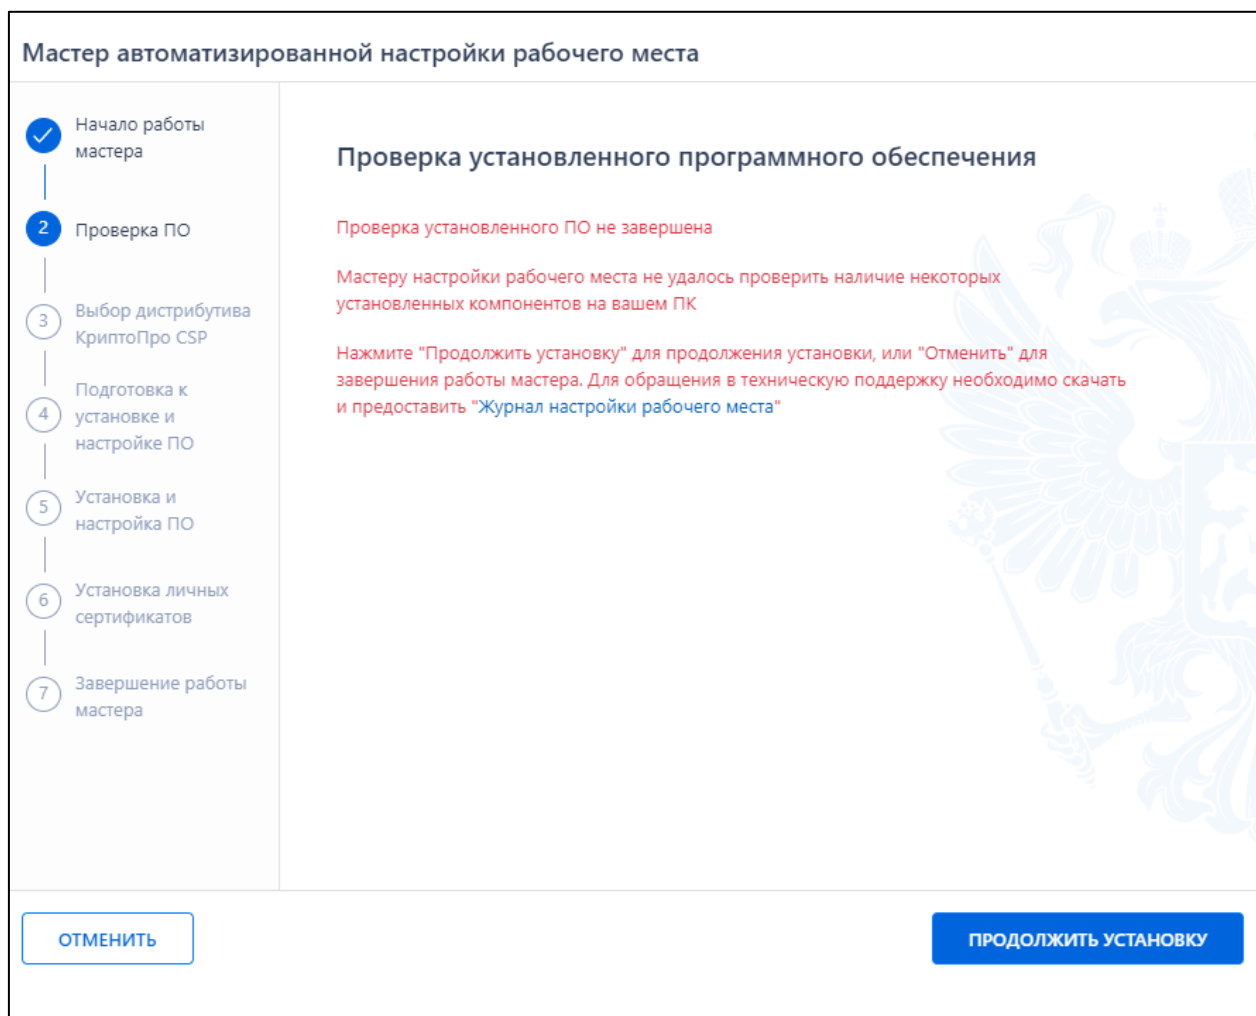 Мастер автоматизированной настройки рабочего места
Начало работы
мастера
2
Проверка ПО
3
Выбор дистрибутива
КриптоПро CSP
4
Подготовка к
установке и
настройке ПО
5
Установка и
настройка ПО
6
Установка личных
сертификатов
7
Завершение работы
мастера
Проверка установленного программного обеспечения
Проверка установленного ПО не завершена
Мастеру настройки рабочего места не удалось проверить наличие некоторых
установленных компонентов на вашем ПК
Нажмите "Продолжить установку" для продолжения установки, или "Отменить" для
завершения работы мастера. Для обращения в техническую поддержку необходимо скачать
и предоставить "Журнал настройки рабочего места"
ОТМЕНИТЬ
ПРОДОЛЖИТЬ УСТАНОВКУ